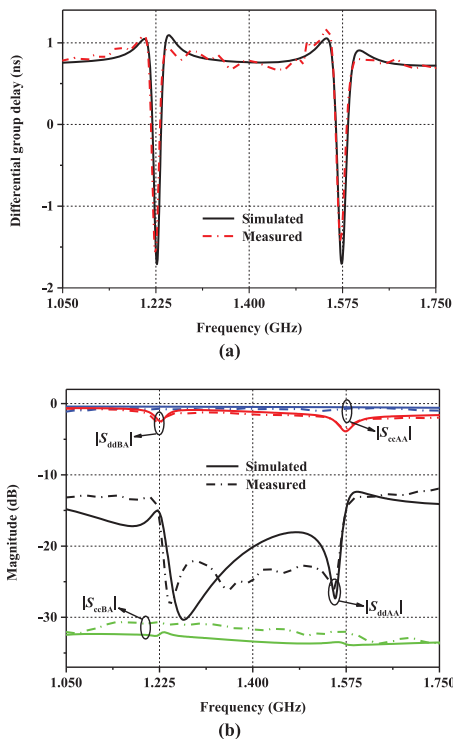 Differential group delay (ns)
1
0
−1
−2
Simulated
Measured
1.050 1.225 1.400 1.575 1.750
Frequency (GHz)
(a)
Magnitude (dB)
0
−10
−20
−30
|SddBA|
|SccAA|
Simulated
Measured
|SccBA|
|SddAA|
1.050 1.225 1.400 1.575 1.750
Frequency (GHz)
(b)